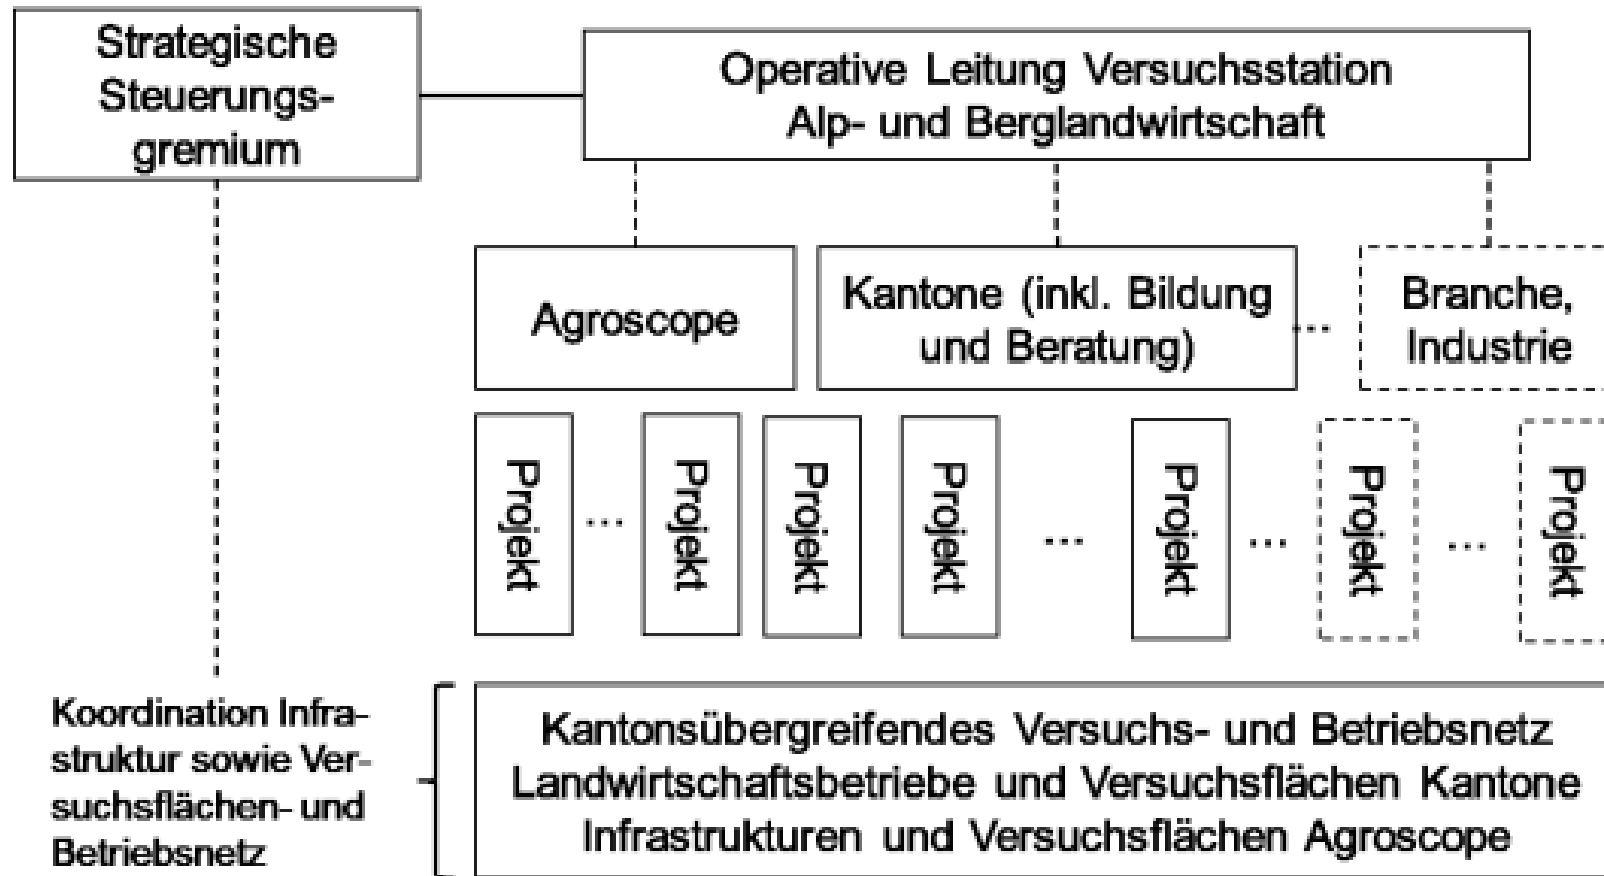 Strategische
Steuerungs-
gremium
Operative Leitung Versuchsstation
Alp- und Berglandwirtschaft
Agroscope
Kantone (inkl. Bildung
und Beratung)
...
Branche,
Industrie
Projekt
...
Projekt
Projekt
Projekt
...
Projekt
...
Projekt
...
Projekt
Koordination Infra-
struktur sowie Ver-
suchsflächen- und
Betriebsnetz
Kantonsübergreifendes Versuchs- und Betriebsnetz
Landwirtschaftsbetriebe und Versuchsflächen Kantone
Infrastrukturen und Versuchsflächen Agroscope